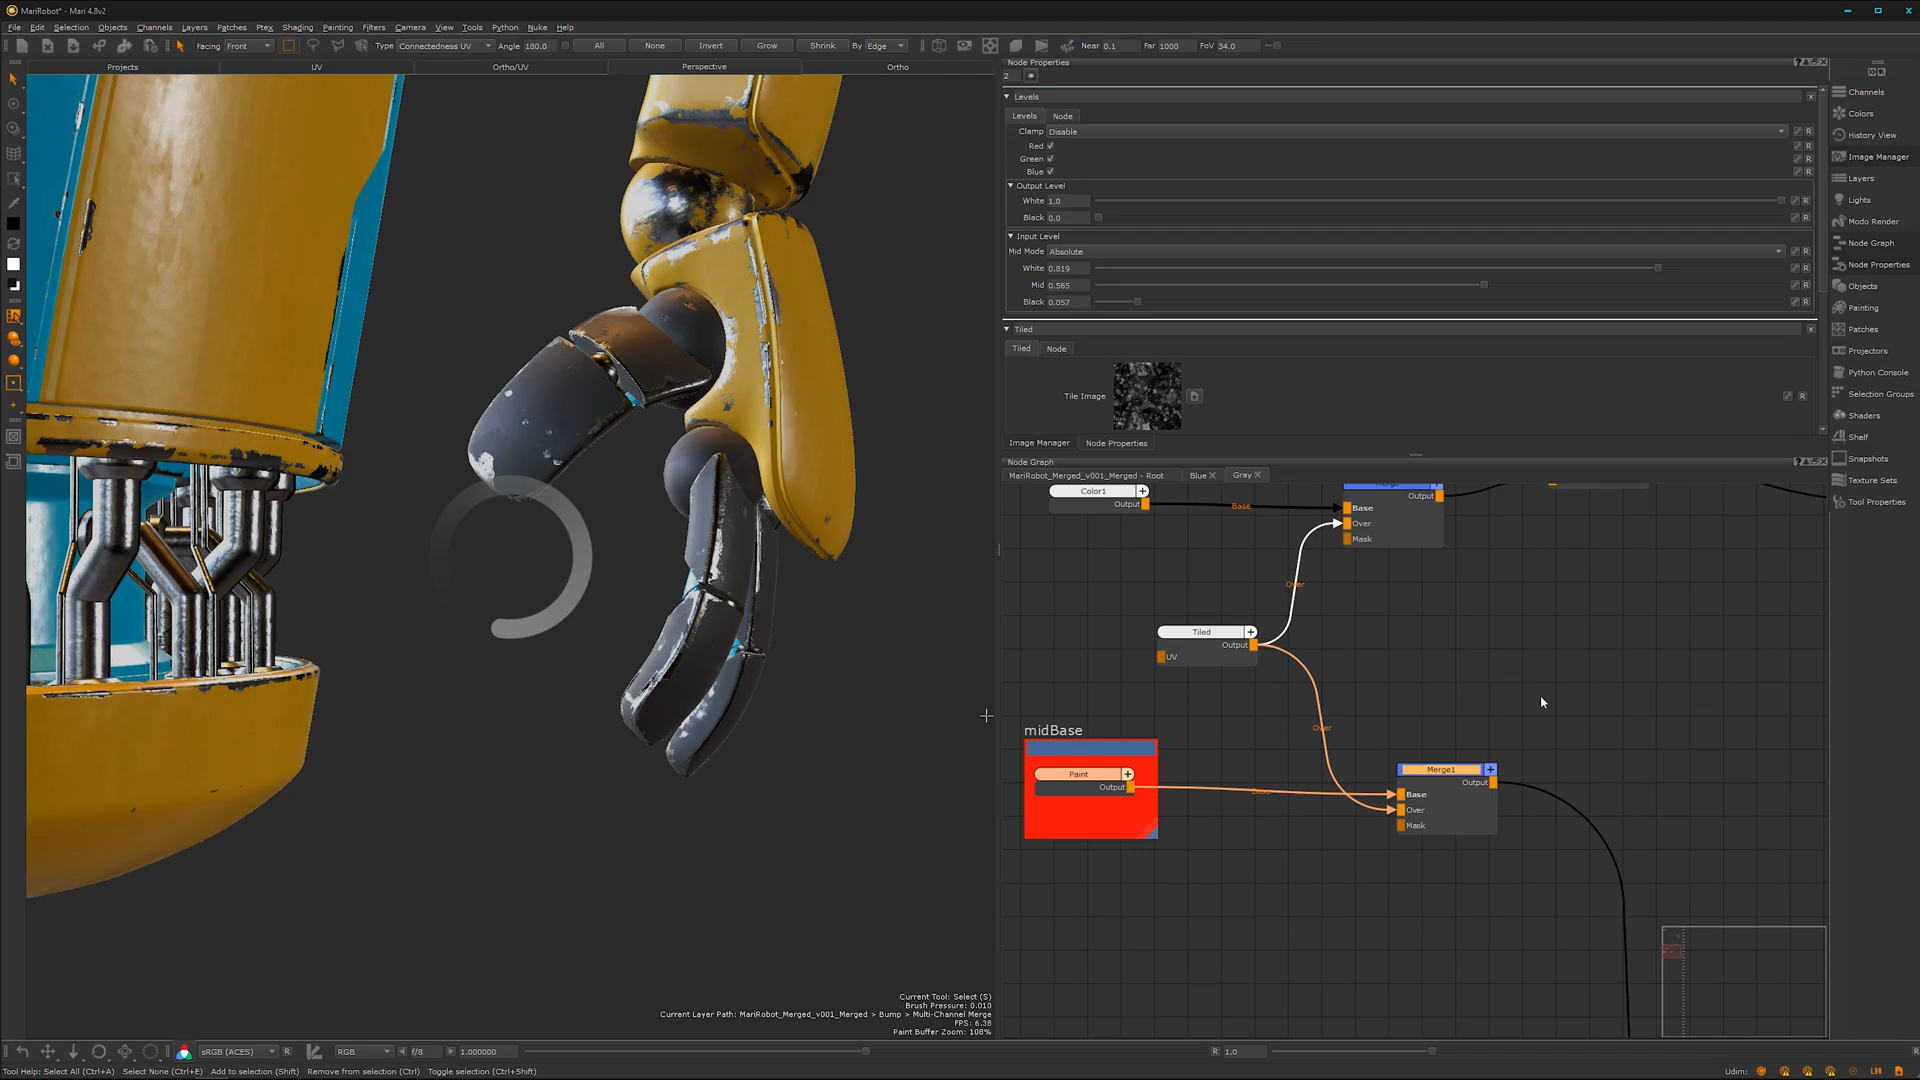 MariRobot* - Mari 4.8v2
File Edit Selection Objects Channels Layers Patches Ptex Shading Painting Filters Camera View Tools Python Nuke Help
Facing Front Type Connectedness UV Angle 180.0 All None Invert Grow Shrink By Edge Near 0.1 Far 1000 FoV 34.0
Projects UV Ortho/UV Perspective Ortho
Node Properties
2
Levels
Levels Node
Clamp Disable
Red
Green
Blue
Output Level
White 1.0 R
Black 0.0 R
Input Level
Mid Mode Absolute R
White 0.819 R
Mid 0.565 R
Black 0.057 R
Tiled
Tiled Node
Tile Image R
Image Manager Node Properties
Node Graph
MariRobot_Merged_v001_Merged - Root Blue Gray
Color1
Output
Base
Merge
Output
Base
Over
Mask
Over
Tiled
Output
UV
Over
midBase
Paint
Output
Base
Merge1
Output
Base
Over
Mask
Channels
Colors
History View
Image Manager
Layers
Lights
Modo Render
Node Graph
Node Properties
Objects
Painting
Patches
Projectors
Python Console
Selection Groups
Shaders
Shelf
Snapshots
Texture Sets
Tool Properties
Current Tool: Select (S)
Brush Pressure: 0.010
Current Layer Path: MariRobot_Merged_v001_Merged > Bump > Multi-Channel Merge
FPS: 6.38
Paint Buffer Zoom: 108%
sRGB (ACES) R RGB f/8 1.000000 R 1.0 R
Tool Help: Select All (Ctrl+A) Select None (Ctrl+E) Add to selection (Shift) Remove from selection (Ctrl) Toggle selection (Ctrl+Shift) Udim: